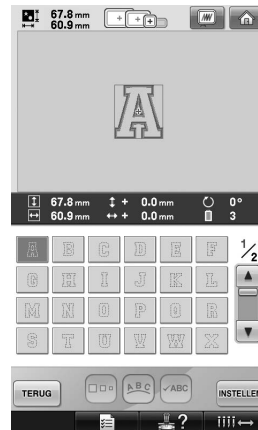 67.8 mm
60.9 mm
A
67.8 mm + 0.0 mm 0°
60.9 mm + 0.0 mm 3
A B C D E F 1/2
G H I J K L
M N O P Q R
S T U V W X
TERUG ABC ✓ABC INSTELLE
?